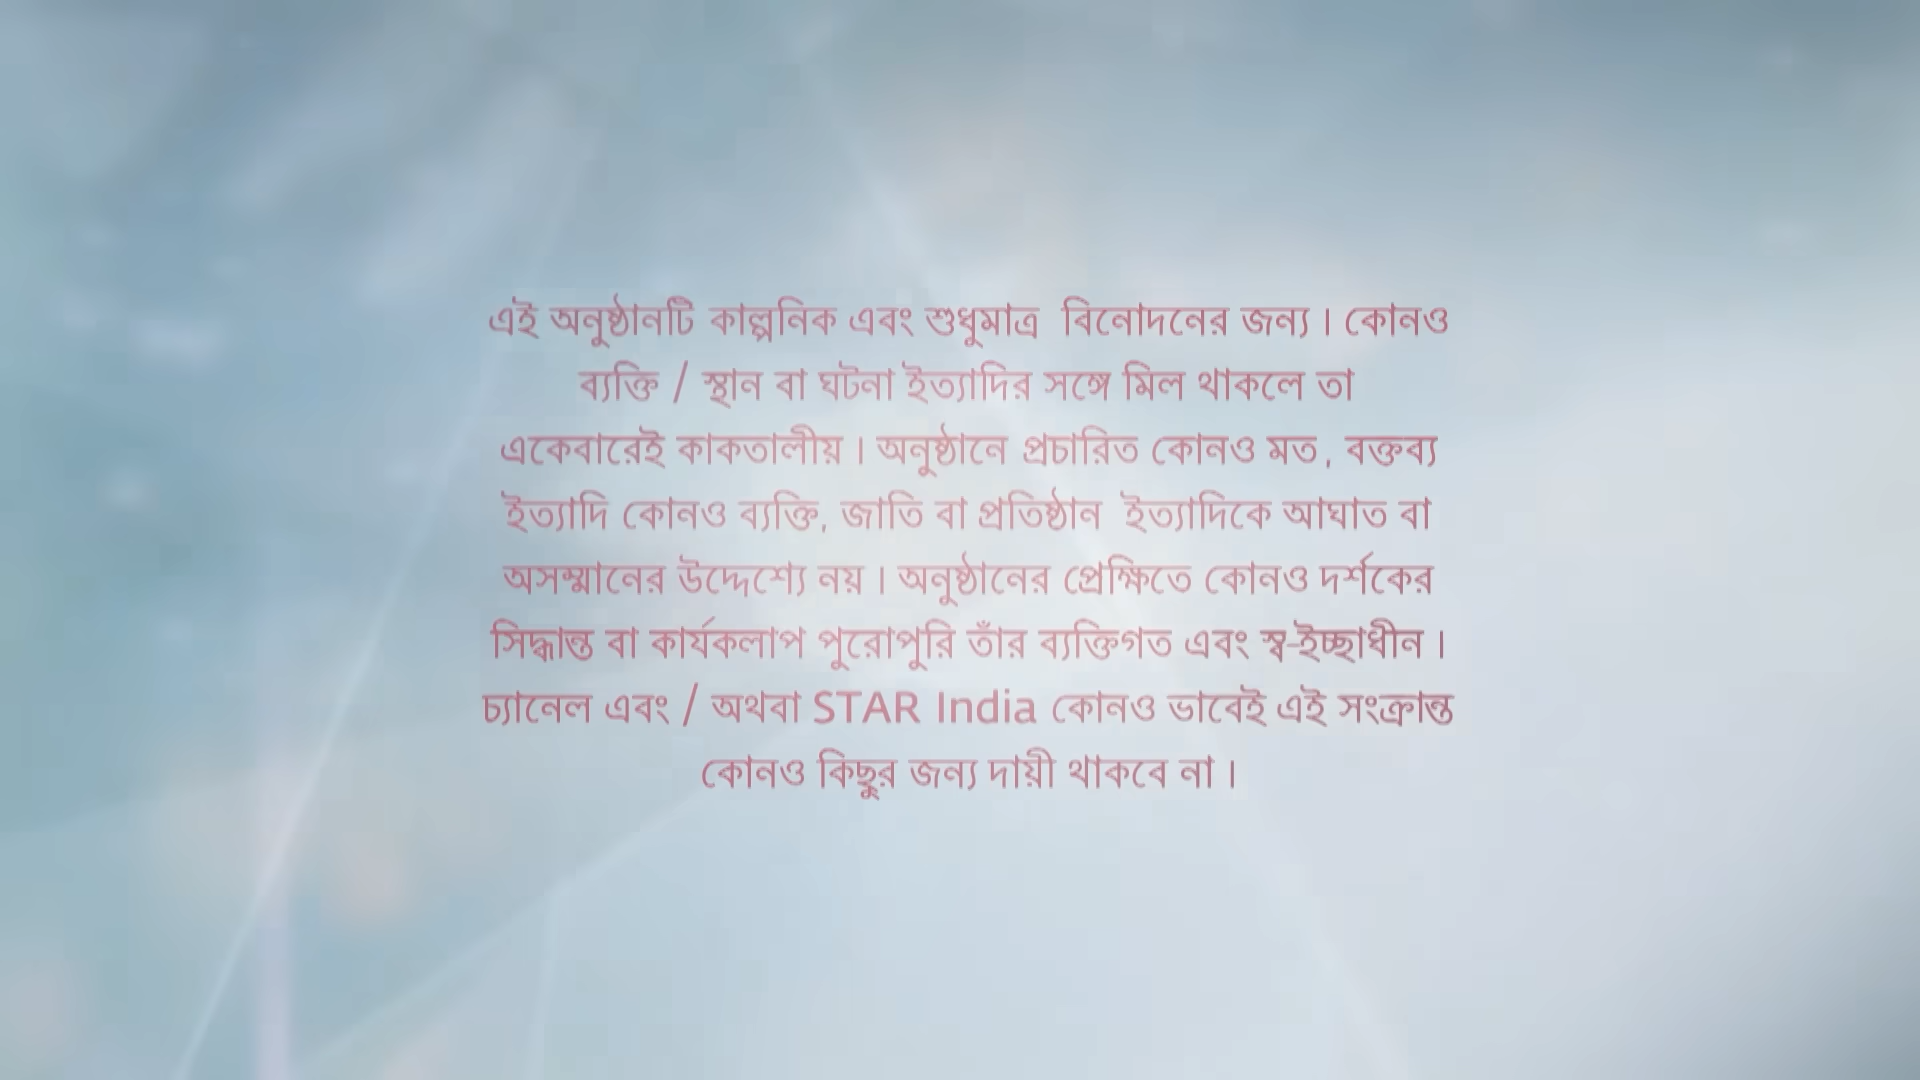 এই অনুষ্ঠানটি কাল্পনিক এবং শুধুমাত্র বিনোদনের জন্য । কোনও
ব্যক্তি / স্থান বা ঘটনা ইত্যাদির সঙ্গে মিল থাকলে তা
একেবারেই কাকতালীয় । অনুষ্ঠানে প্রচারিত কোনও মত , বক্তব্য
ইত্যাদি কোনও ব্যক্তি, জাতি বা প্রতিষ্ঠান ইত্যাদিকে আঘাত বা
অসম্মানের উদ্দেশ্যে নয় । অনুষ্ঠানের প্রেক্ষিতে কোনও দর্শকের
সিদ্ধান্ত বা কার্যকলাপ পুরোপুরি তাঁর ব্যক্তিগত এবং স্ব-ইচ্ছাধীন ।
চ্যানেল এবং / অথবা STAR India কোনও ভাবেই এই সংক্রান্ত
কোনও কিছুর জন্য দায়ী থাকবে না ।